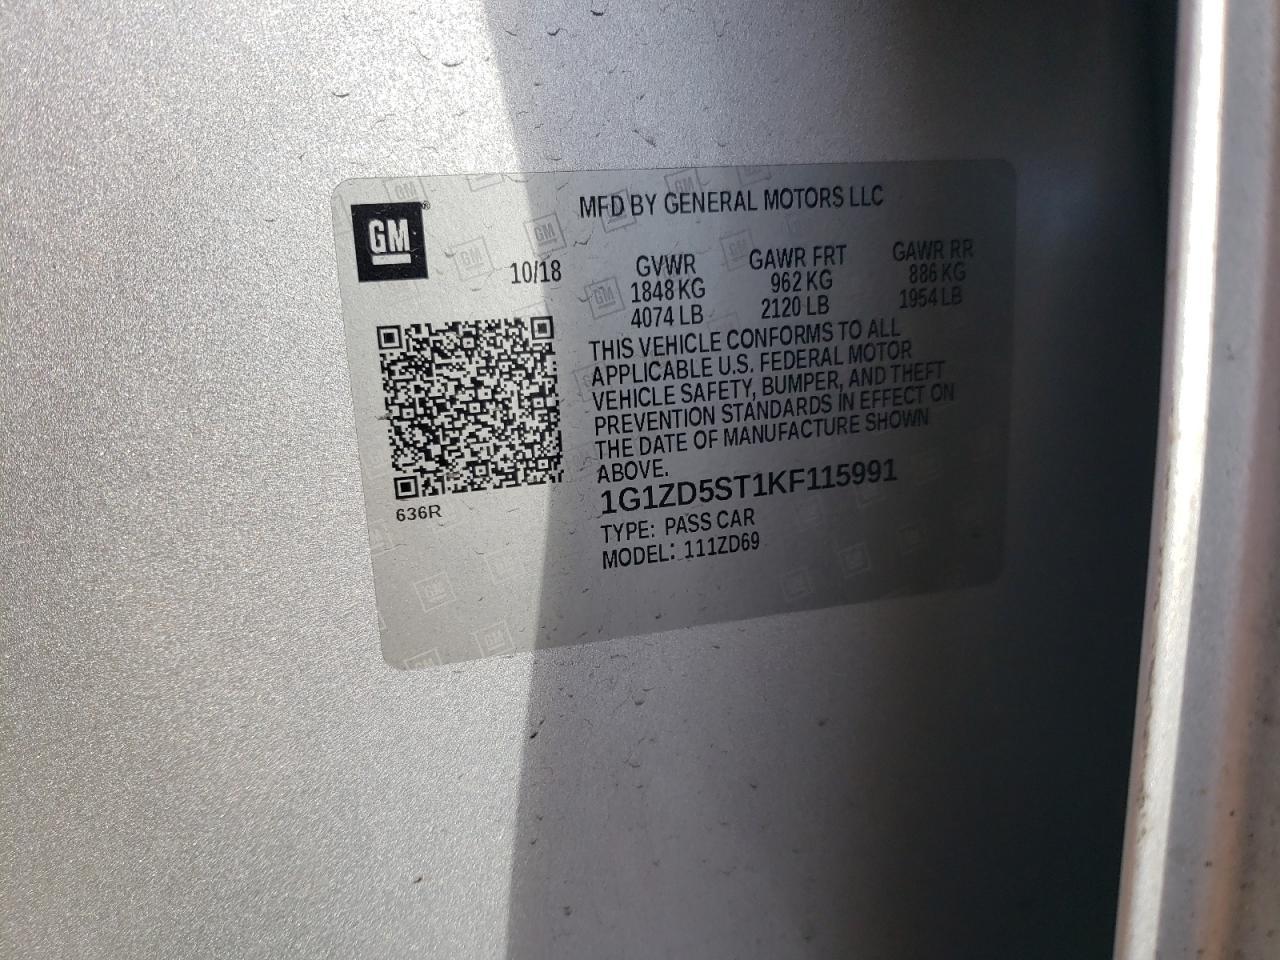 GM®
MFD BY GENERAL MOTORS LLC
10/18
GVWR GAWR FRT GAWR RR
1848 KG 962 KG 886 KG
4074 LB 2120 LB 1954 LB
THIS VEHICLE CONFORMS TO ALL
APPLICABLE U.S. FEDERAL MOTOR
VEHICLE SAFETY, BUMPER, AND THEFT
PREVENTION STANDARDS IN EFFECT ON
THE DATE OF MANUFACTURE SHOWN
ABOVE.
1G1ZD5ST1KF115991
TYPE: PASS CAR
MODEL: 111ZD69
636R